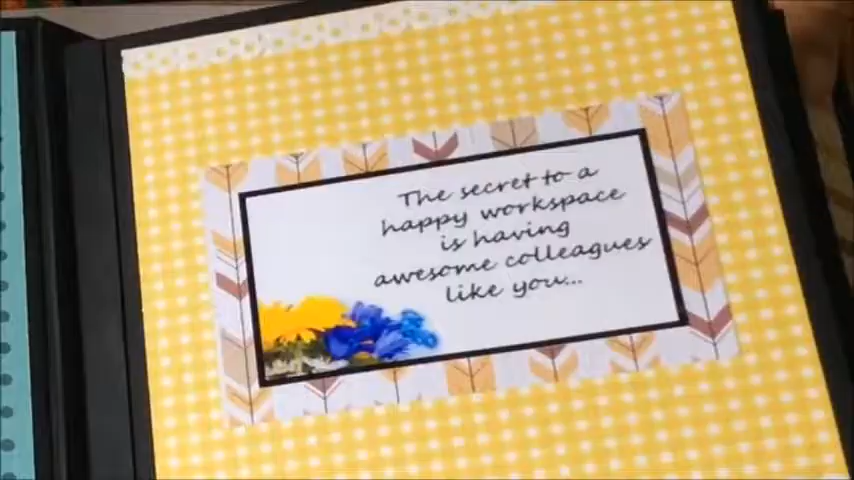 The secret to a
happy workspace
is having
awesome colleagues
like you...